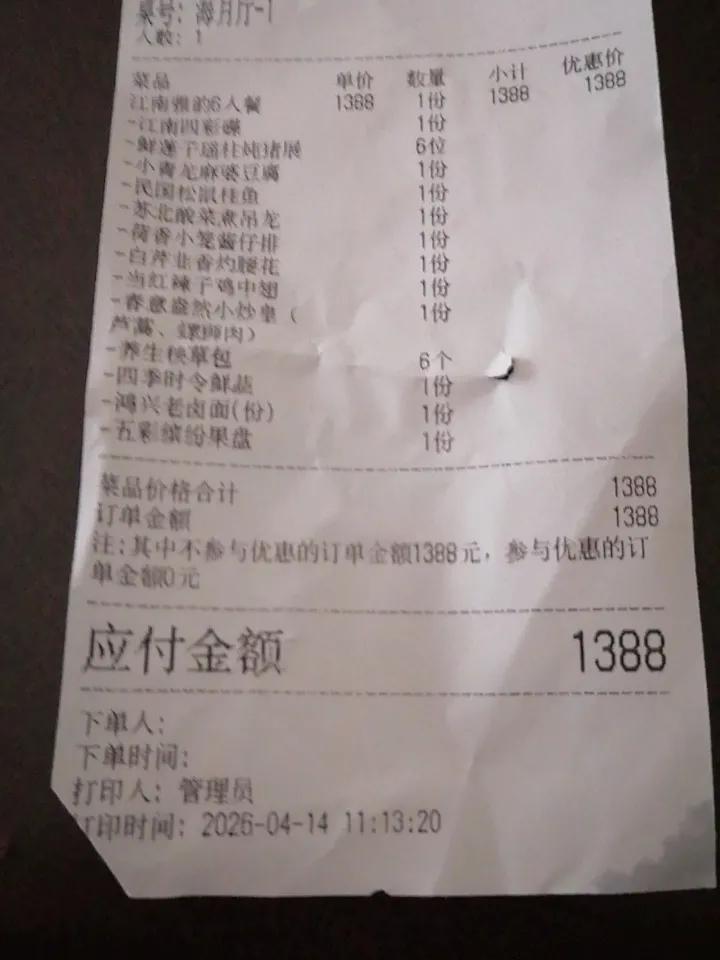 桌号: 海月厅-1
人数: 1
菜品 单价 数量 小计 优惠价
江南雅韵6人餐 1388 1份 1388 1388
-江南四彩碟 1份
-鲜莲子瑶柱炖猪展 6位
-小青龙麻婆豆腐 1份
-民国松鼠桂鱼 1份
-苏北酸菜煮吊龙 1份
-荷香小笼酱仔排 1份
-白芹韭香灼腰花 1份
-当红辣子鸡中翅 1份
-春意盎然小炒皇( 1份
芦蒿、螺蛳肉)
-养生秧草包 6个
-四季时令鲜蔬 1份
-鸿兴老卤面(份) 1份
-五彩缤纷果盘 1份
菜品价格合计 1388
订单金额 1388
注:其中不参与优惠的订单金额1388元，参与优惠的订
单金额0元
应付金额 1388
下单人:
下单时间:
打印人: 管理员
打印时间: 2026-04-14 11:13:20